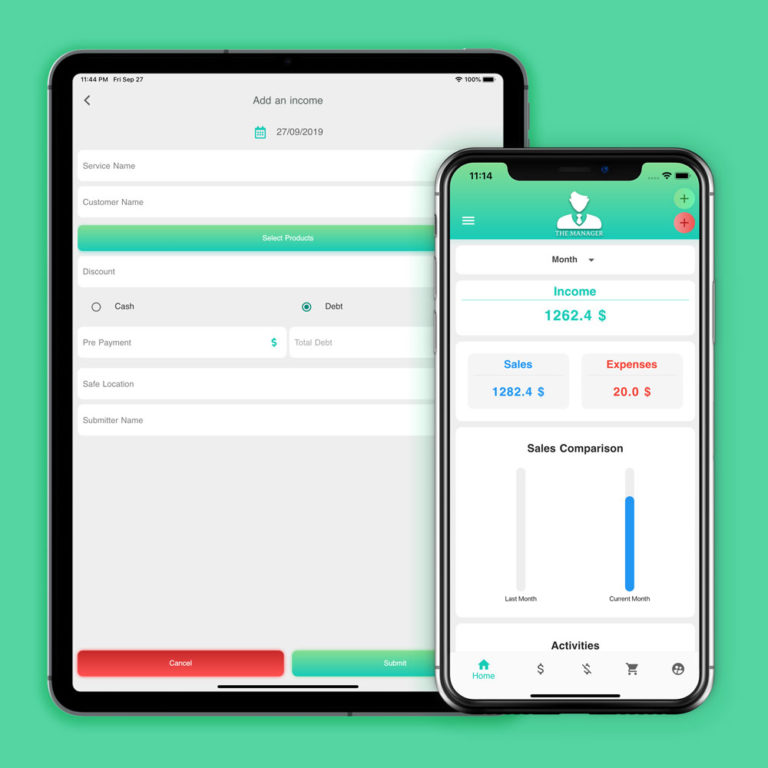 11:44 PM Fri Sep 27
100%
Add an income
27/09/2019
Service Name
Customer Name
Select Products
Discount
Cash
Debt
Pre Payment
$
Total Debt
Safe Location
Submitter Name
Cancel
Submit
11:14
THE MANAGER
Month
Income
1262.4 $
Sales
Expenses
1282.4 $
20.0 $
Sales Comparison
Last Month
Current Month
Activities
Home